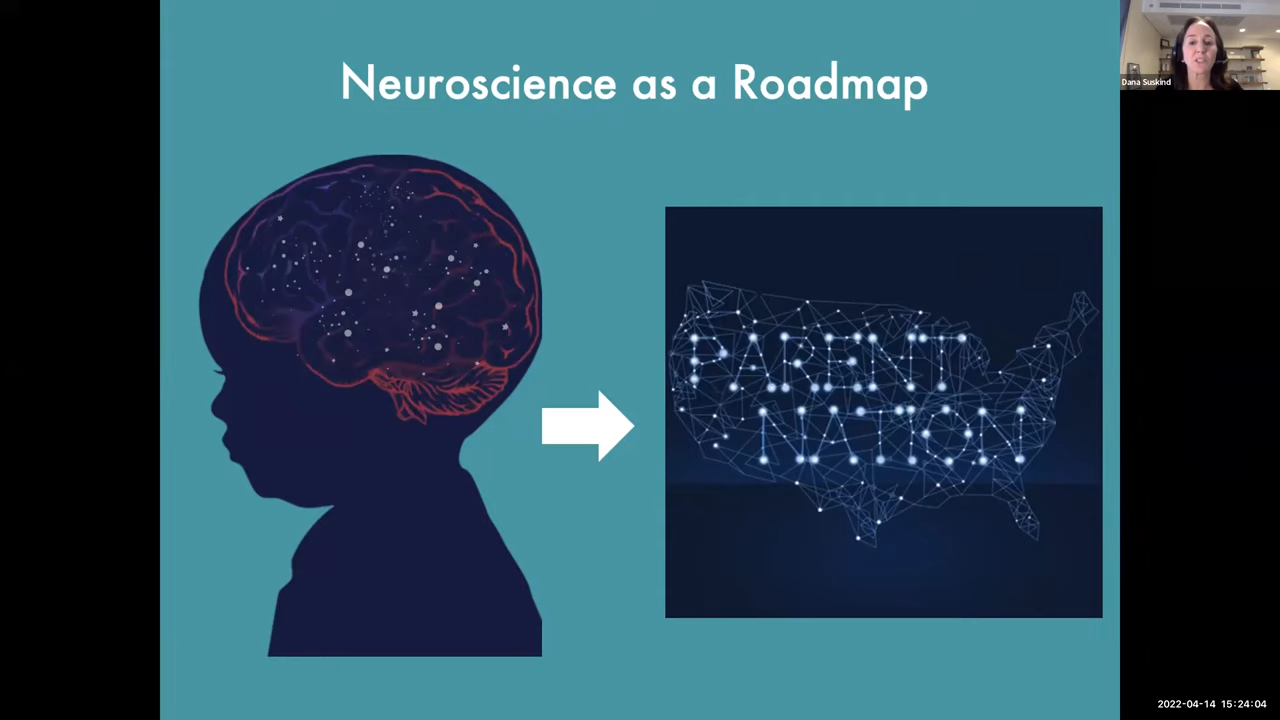 Neuroscience as a Roadmap
Dana Suskind
PARENT
NATION
2022-04-14 15:24:04